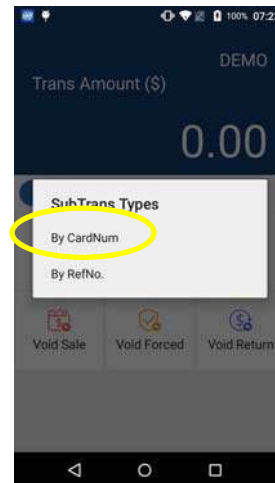 100% 07:2
DEMO
Trans Amount ($)
0.00
SubTrans Types
By CardNum
By RefNo.
Void Sale Void Forced Void Return